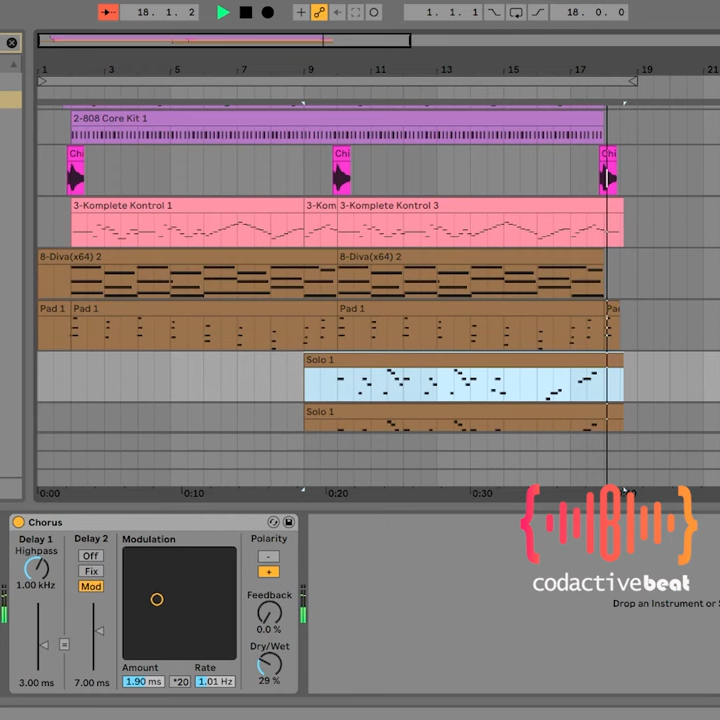 18. 1. 2
1. 1. 1
18. 0. 0
1 3 5 7 9 11 13 15 17 19 21
2-808 Core Kit 1
Chi Chi Chi
3-Komplete Kontrol 1 3-Kom 3-Komplete Kontrol 3
8-Diva(x64) 2 8-Diva(x64) 2
Pad 1 Pad 1 Pad 1 Pad
Solo 1
Solo 1
0:00 0:10 0:20 0:30
codactivebeat
Drop an Instrument or
Chorus
Delay 1 Delay 2 Modulation Polarity
Highpass
1.00 kHz
Off
Fix
Mod
-
+
Feedback
0.0 %
Dry/Wet
29 %
Amount Rate
3.00 ms 7.00 ms 1.90 ms *20 1.01 Hz